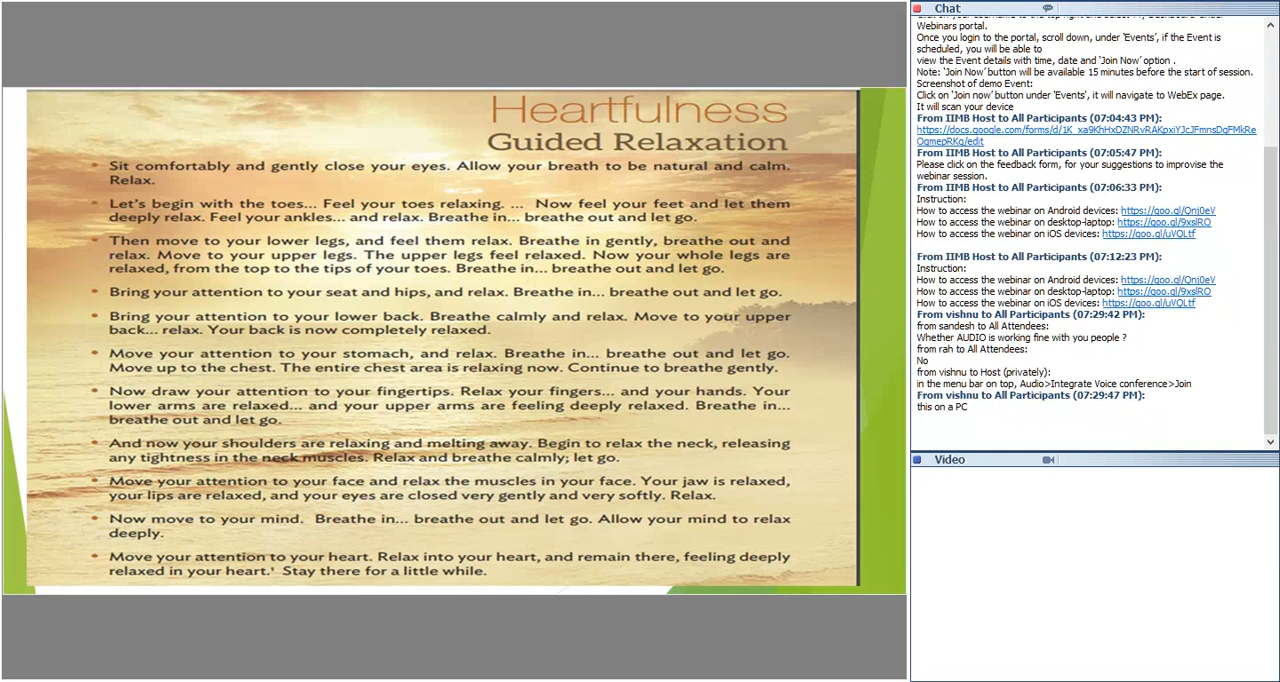 Heartfulness
Guided Relaxation
• Sit comfortably and gently close your eyes. Allow your breath to be natural and calm.
Relax.
• Let's begin with the toes... Feel your toes relaxing. ... Now feel your feet and let them
deeply relax. Feel your ankles... and relax. Breathe in... breathe out and let go.
• Then move to your lower legs, and feel them relax. Breathe in gently, breathe out and
relax. Move to your upper legs. The upper legs feel relaxed. Now your whole legs are
relaxed, from the top to the tips of your toes. Breathe in... breathe out and let go.
• Bring your attention to your seat and hips, and relax. Breathe in... breathe out and let go.
• Bring your attention to your lower back. Breathe calmly and relax. Move to your upper
back... relax. Your back is now completely relaxed.
• Move your attention to your stomach, and relax. Breathe in... breathe out and let go.
Move up to the chest. The entire chest area is relaxing now. Continue to breathe gently.
• Now draw your attention to your fingertips. Relax your fingers... and your hands. Your
lower arms are relaxed... and your upper arms are feeling deeply relaxed. Breathe in...
breathe out and let go.
• And now your shoulders are relaxing and melting away. Begin to relax the neck, releasing
any tightness in the neck muscles. Relax and breathe calmly; let go.
• Move your attention to your face and relax the muscles in your face. Your jaw is relaxed,
your lips are relaxed, and your eyes are closed very gently and very softly. Relax.
• Now move to your mind. Breathe in... breathe out and let go. Allow your mind to relax
deeply.
• Move your attention to your heart. Relax into your heart, and remain there, feeling deeply
relaxed in your heart.¹ Stay there for a little while.
Chat
Webinars portal.
Once you login to the portal, scroll down, under 'Events', if the Event is
scheduled, you will be able to
view the Event details with time, date and 'Join Now' option .
Note: 'Join Now' button will be available 15 minutes before the start of session.
Screenshot of demo Event:
Click on 'Join now' button under 'Events', it will navigate to WebEx page.
It will scan your device
From IIMB Host to All Participants (07:04:43 PM):
https://docs.google.com/forms/d/1K_xa9KhHxDZNRvRAKpxiYJcJFmnsDqFMkRe
OgmepRKg/edit
From IIMB Host to All Participants (07:05:47 PM):
Please click on the feedback form, for your suggestions to improvise the
webinar session.
From IIMB Host to All Participants (07:06:33 PM):
Instruction:
How to access the webinar on Android devices: https://goo.gl/Qnj0eV
How to access the webinar on desktop-laptop: https://goo.gl/9xslRO
How to access the webinar on iOS devices: https://goo.gl/uVQLtf
From IIMB Host to All Participants (07:12:23 PM):
Instruction:
How to access the webinar on Android devices: https://goo.gl/Qnj0eV
How to access the webinar on desktop-laptop: https://goo.gl/9xslRO
How to access the webinar on iOS devices: https://goo.gl/uVQLtf
From vishnu to All Participants (07:29:42 PM):
from sandesh to All Attendees:
Whether AUDIO is working fine with you people ?
from rah to All Attendees:
No
from vishnu to Host (privately):
in the menu bar on top, Audio>Integrate Voice conference>Join
From vishnu to All Participants (07:29:47 PM):
this on a PC
Video